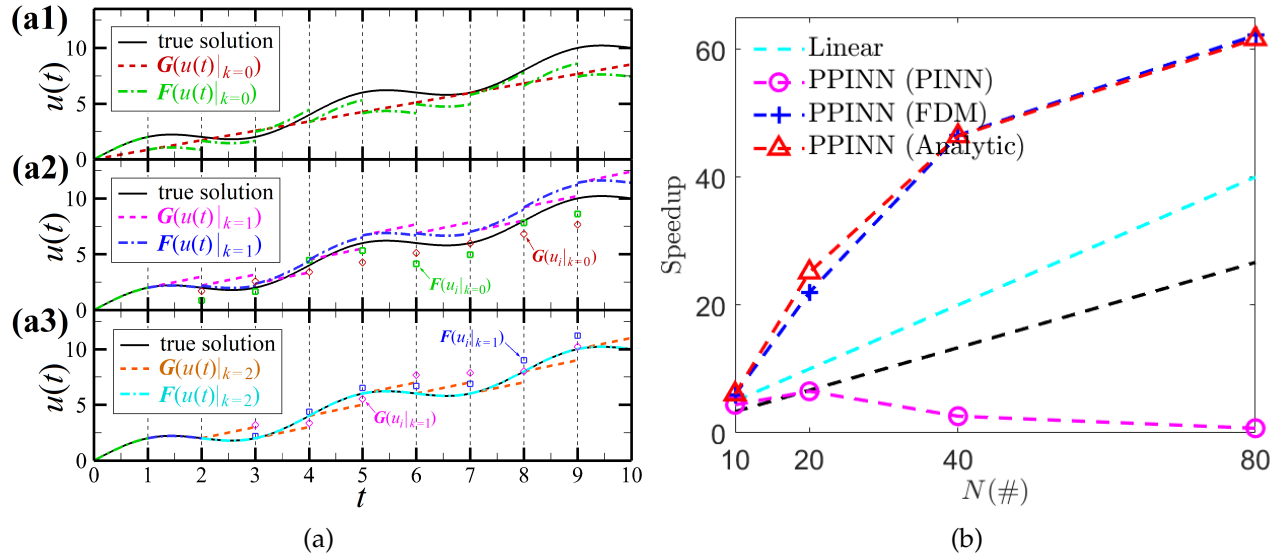 (a1)
10
5
0
u(t)
true solution
G(u(t)|k=0)
F(u(t)|k=0)
(a2)
10
5
0
u(t)
true solution
G(u(t)|k=1)
F(u(t)|k=1)
G(ui|k=0)
F(ui|k=0)
(a3)
10
5
0
u(t)
true solution
G(u(t)|k=2)
F(u(t)|k=2)
F(ui|k=1)
G(ui|k=1)
0 1 2 3 4 5 6 7 8 9 10
t
(a)
60
40
20
0
Speedup
Linear
PPINN (PINN)
PPINN (FDM)
PPINN (Analytic)
10 20 40 80
N(#)
(b)